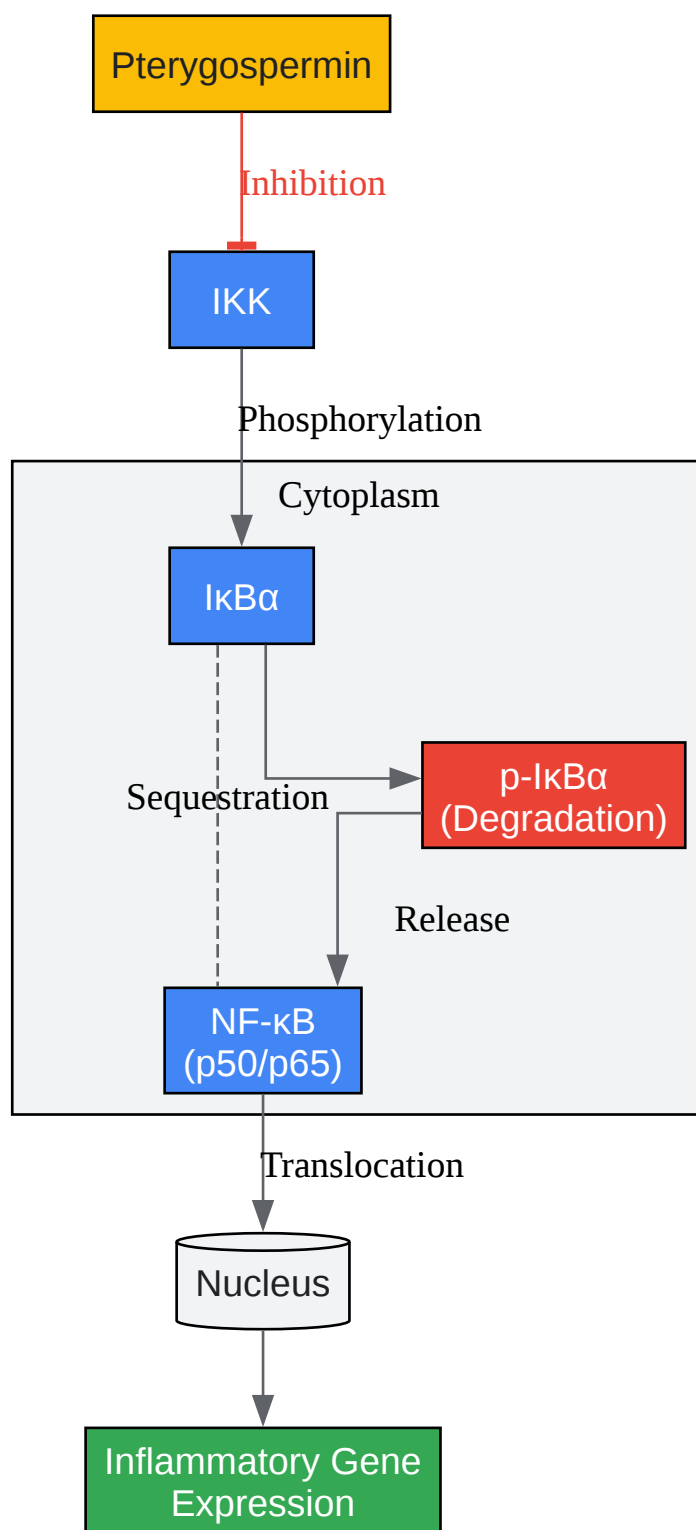 Pterygospermin
Inhibition
IKK
Phosphorylation
Cytoplasm
IκBα
p-IκBα
(Degradation)
Sequestration
Release
NF-κB
(p50/p65)
Translocation
Nucleus
Inflammatory Gene
Expression